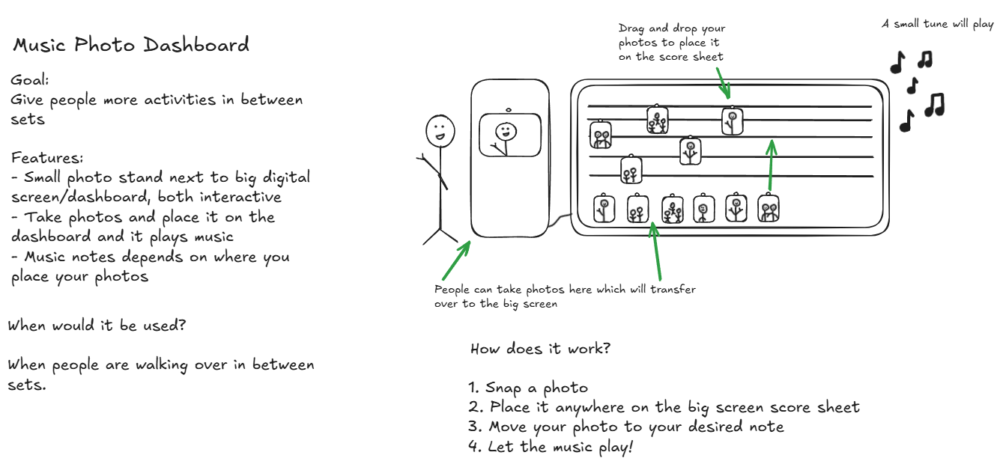 Music Photo Dashboard
Goal:
Give people more activities in between
sets
Features:
- Small photo stand next to big digital
screen/dashboard, both interactive
- Take photos and place it on the
dashboard and it plays music
- Music notes depends on where you
place your photos
When would it be used?
When people are walking over in between
sets.
Drag and drop your
photos to place it
on the score sheet
A small tune will play
People can take photos here which will transfer
over to the big screen
How does it work?
1. Snap a photo
2. Place it anywhere on the big screen score sheet
3. Move your photo to your desired note
4. Let the music play!